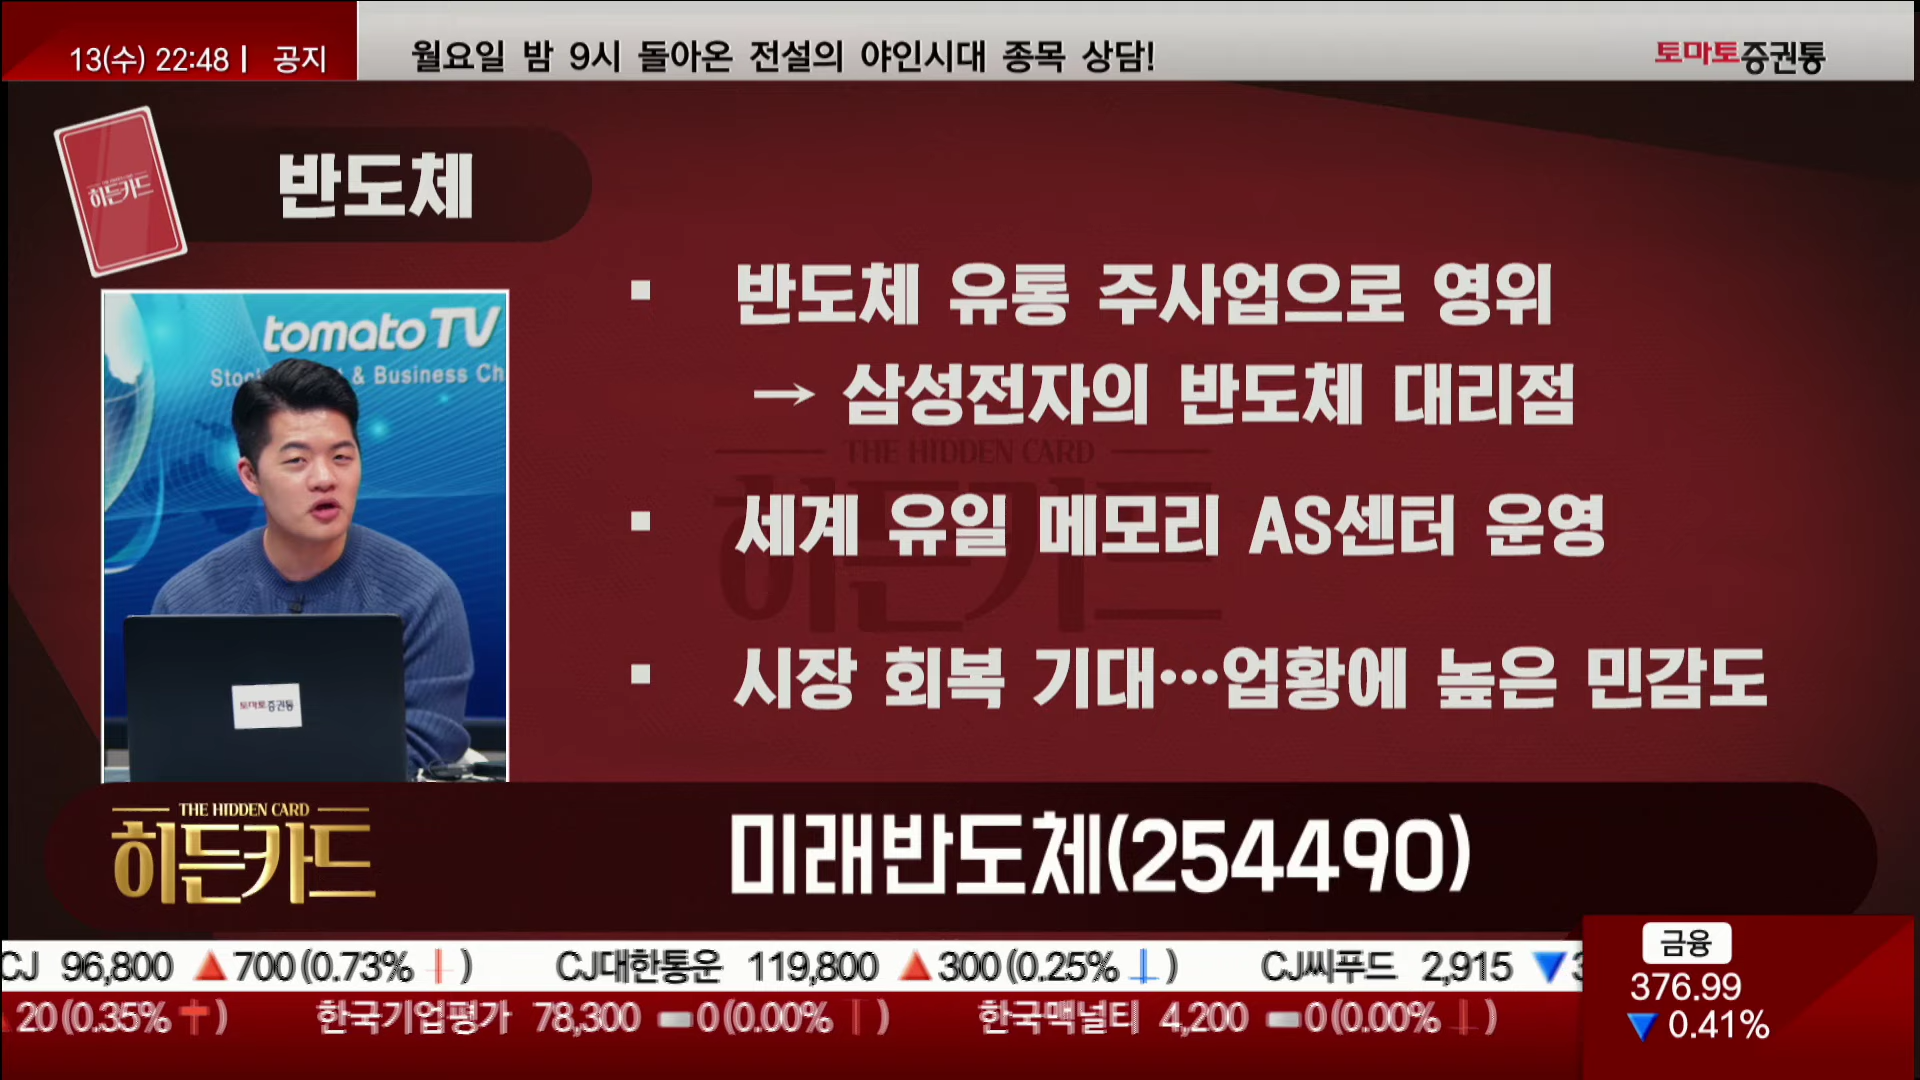 13(수) 22:48 | 공지
월요일 밤 9시 돌아온 전설의 야인시대 종목 상담!
토마토증권통
히든카드
반도체
tomatoTV
& Business Ch
토마토증권통
▪ 반도체 유통 주사업으로 영위
→ 삼성전자의 반도체 대리점
THE HIDDEN CARD
히든카드
▪ 세계 유일 메모리 AS센터 운영
▪ 시장 회복 기대…업황에 높은 민감도
THE HIDDEN CARD
히든카드
미래반도체(254490)
CJ 96,800 ▲700(0.73% ) CJ대한통운 119,800 ▲300(0.25% ) CJ씨푸드 2,915 ▼
20(0.35% ) 한국기업평가 78,300 0(0.00% ) 한국맥널티 4,200 0(0.00% )
금융
376.99
▼ 0.41%